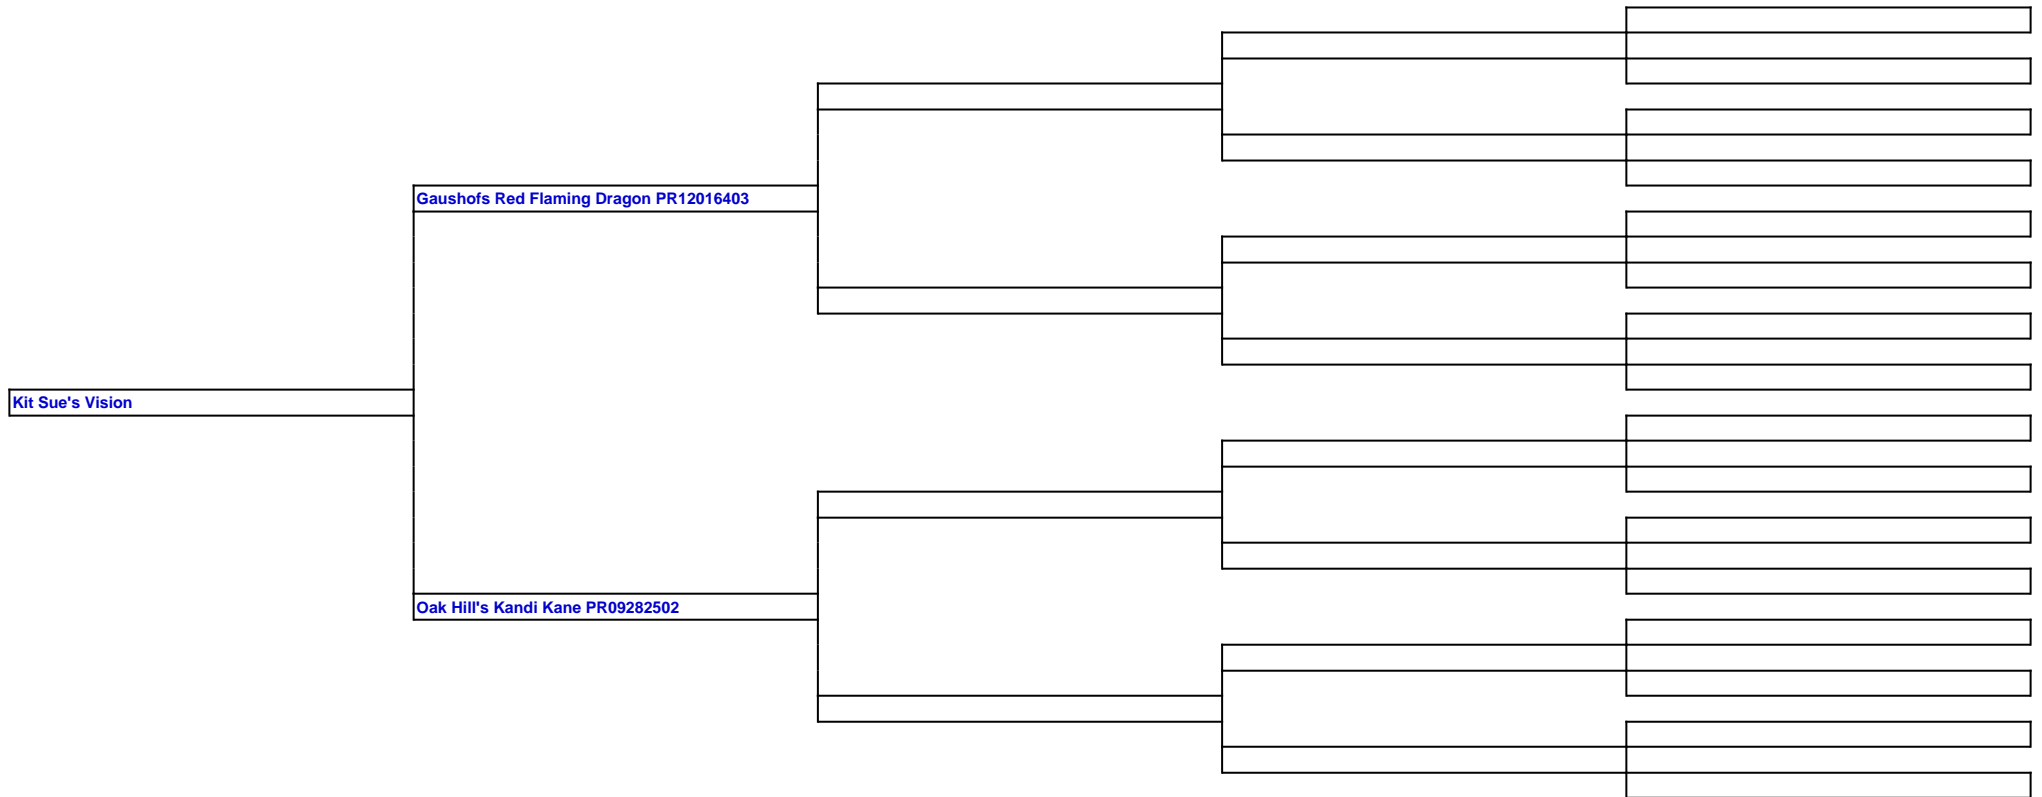 Gaushofs Red Flaming Dragon PR12016403
Kit Sue's Vision
Oak Hill's Kandi Kane PR09282502